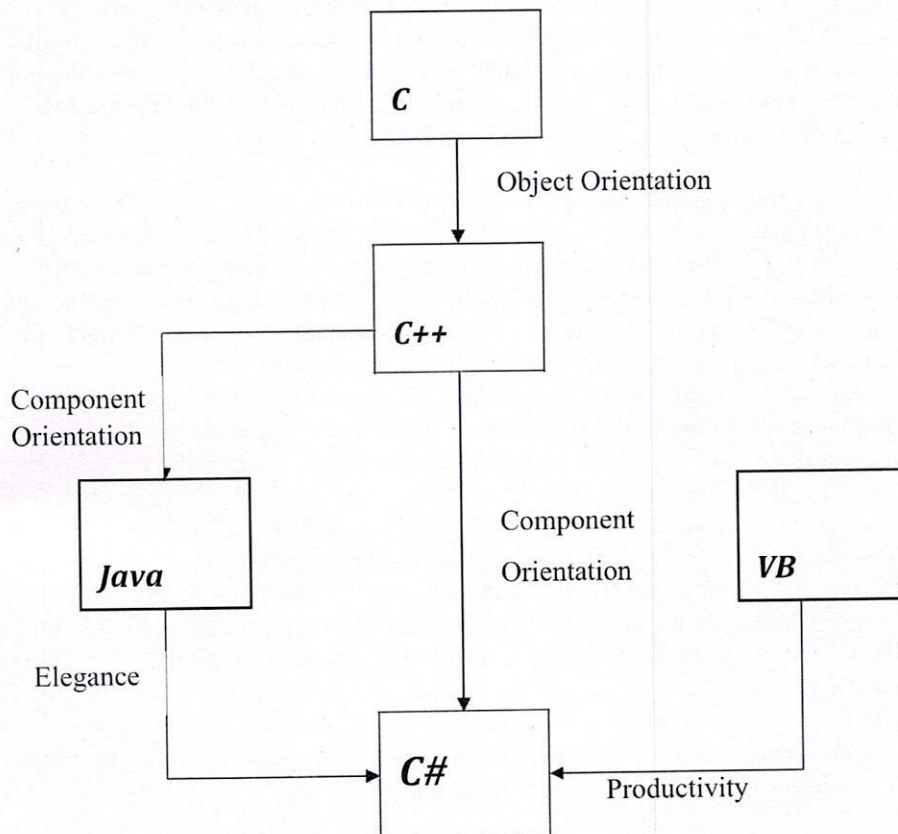 C
Object Orientation
C++
Component
Orientation
Java
Component
Orientation
VB
Elegance
C#
Productivity